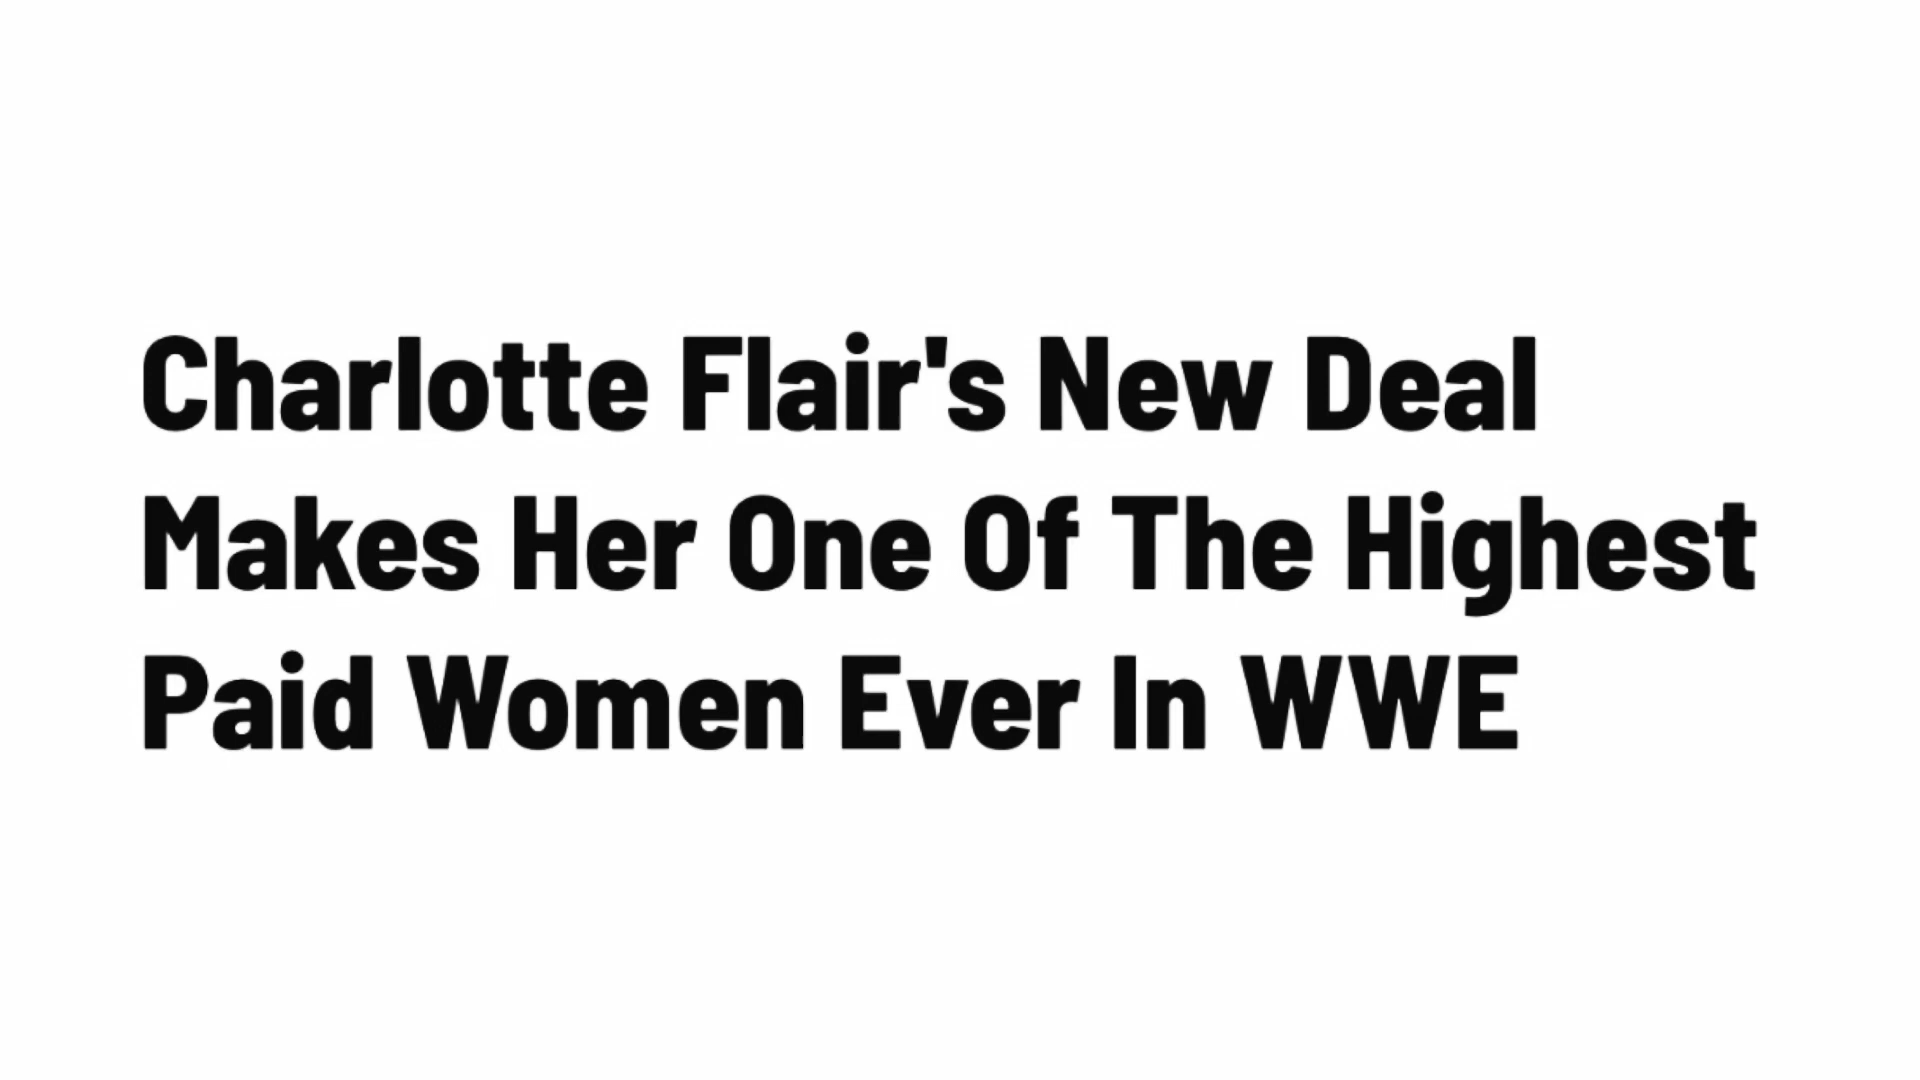 Charlotte Flair's New Deal
Makes Her One Of The Highest
Paid Women Ever In WWE